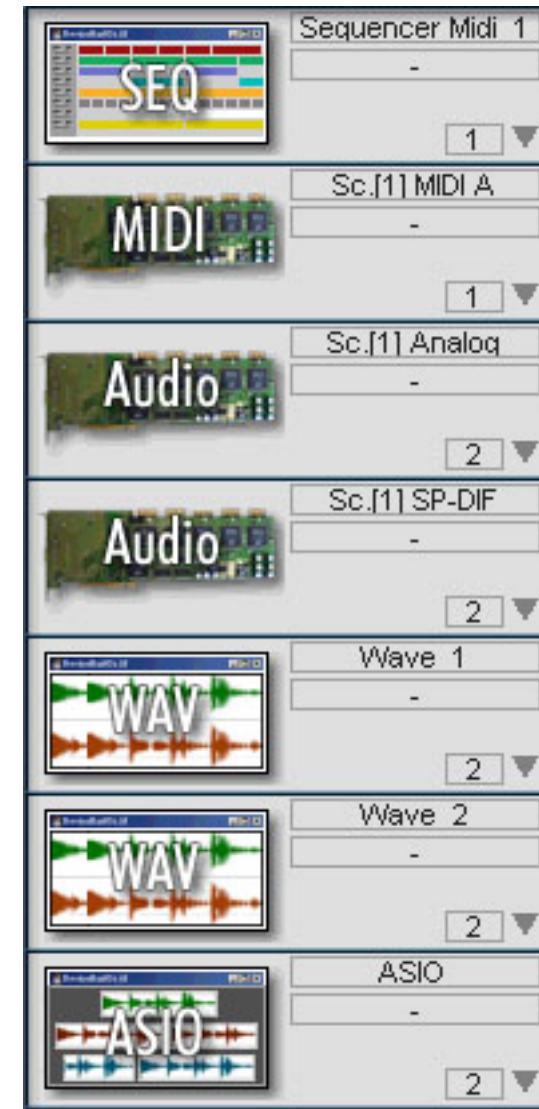 SEQ
Sequencer Midi 1
-
1
MIDI
Sc.[1] MIDI A
-
1
Audio
Sc.[1] Analog
-
2
Audio
Sc.[1] SP-DIF
-
2
WAV
Wave 1
-
2
WAV
Wave 2
-
2
ASIO
ASIO
-
2